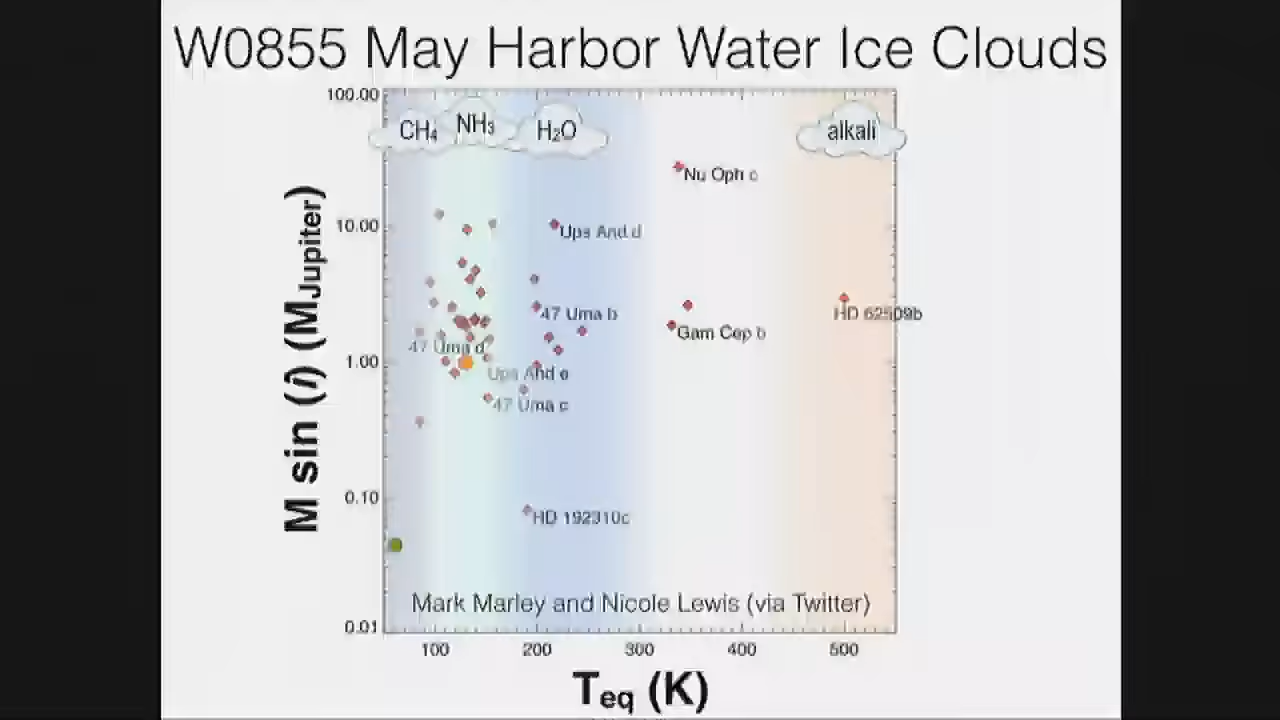 W0855 May Harbor Water Ice Clouds
100.00
10.00
1.00
0.10
0.01
M sin (i) (MJupiter)
CH4
NH3
H2O
alkali
Nu Oph c
Ups And d
47 Uma b
HD 62509b
Gam Cep b
47 Uma d
Ups And e
47 Uma c
HD 192310c
Mark Marley and Nicole Lewis (via Twitter)
100 200 300 400 500
Teq (K)